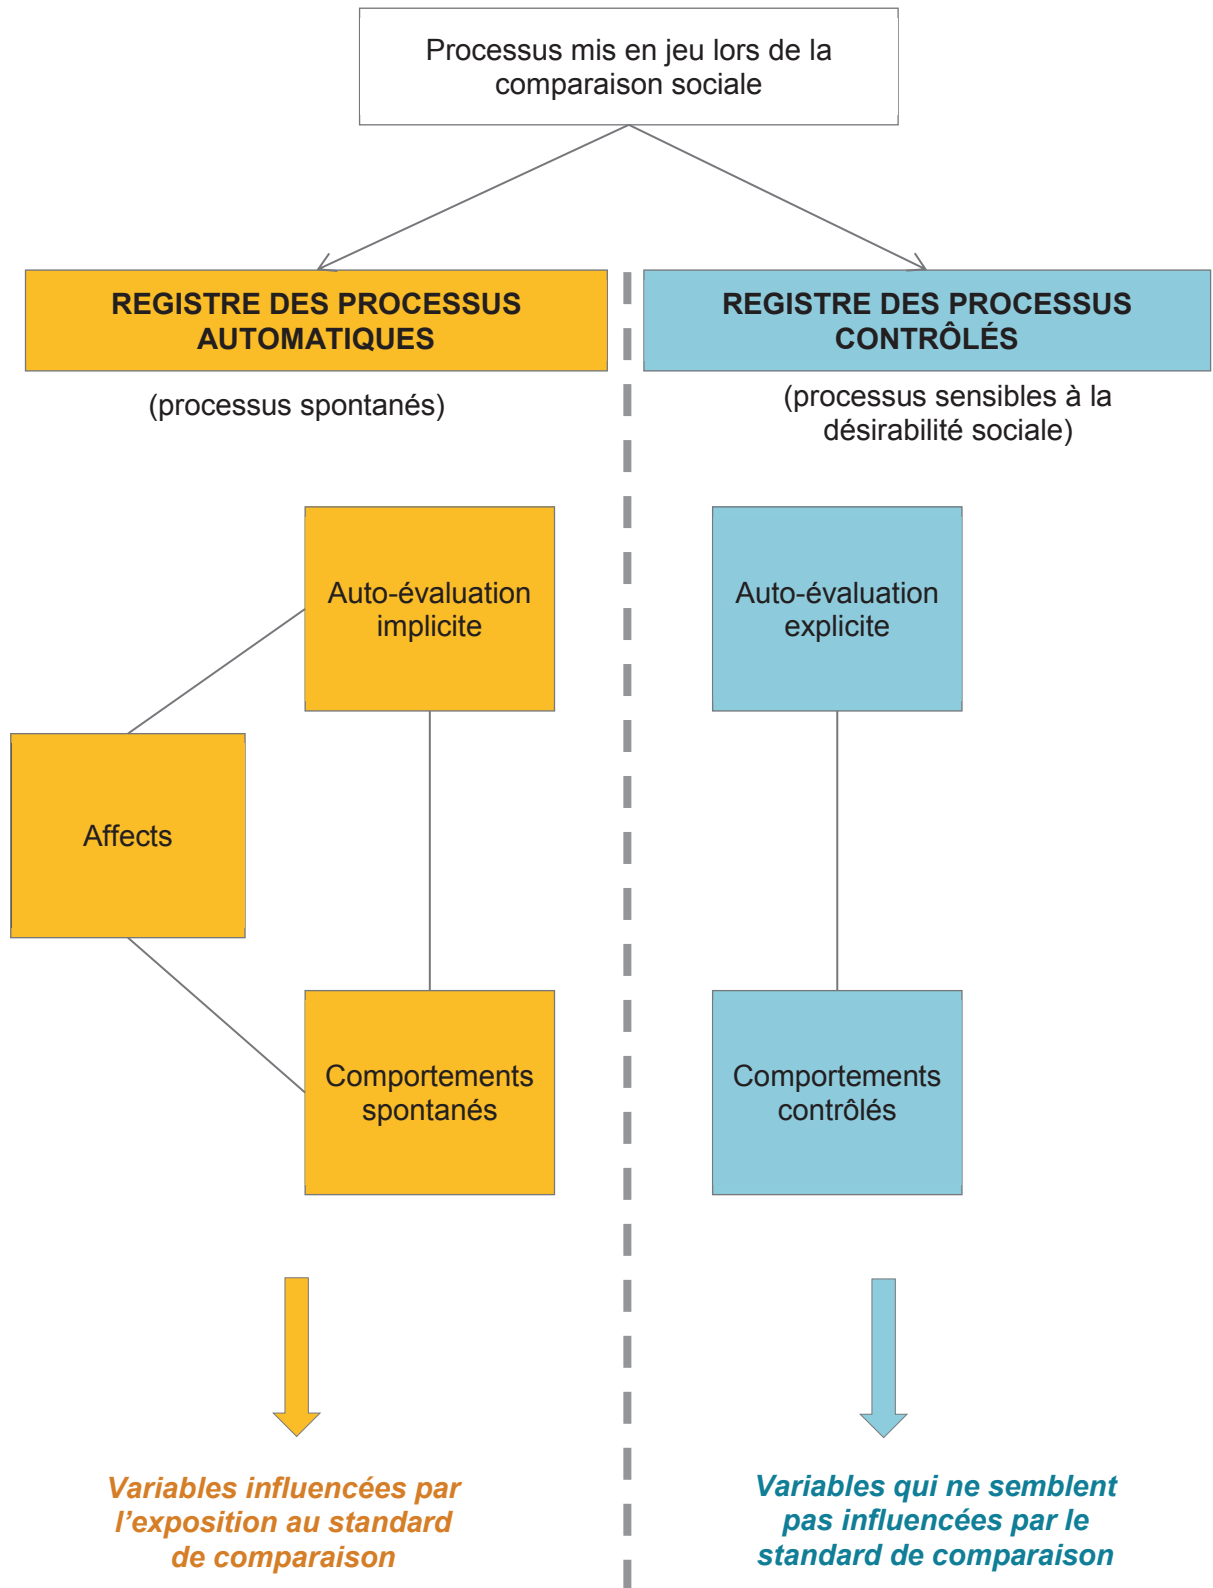 Processus mis en jeu lors de la
comparaison sociale
REGISTRE DES PROCESSUS
AUTOMATIQUES
(processus spontanés)
Auto-évaluation
implicite
Affects
Comportements
spontanés
Variables influencées par
l’exposition au standard
de comparaison
REGISTRE DES PROCESSUS
CONTRÔLÉS
(processus sensibles à la
désirabilité sociale)
Auto-évaluation
explicite
Comportements
contrôlés
Variables qui ne semblent
pas influencées par le
standard de comparaison